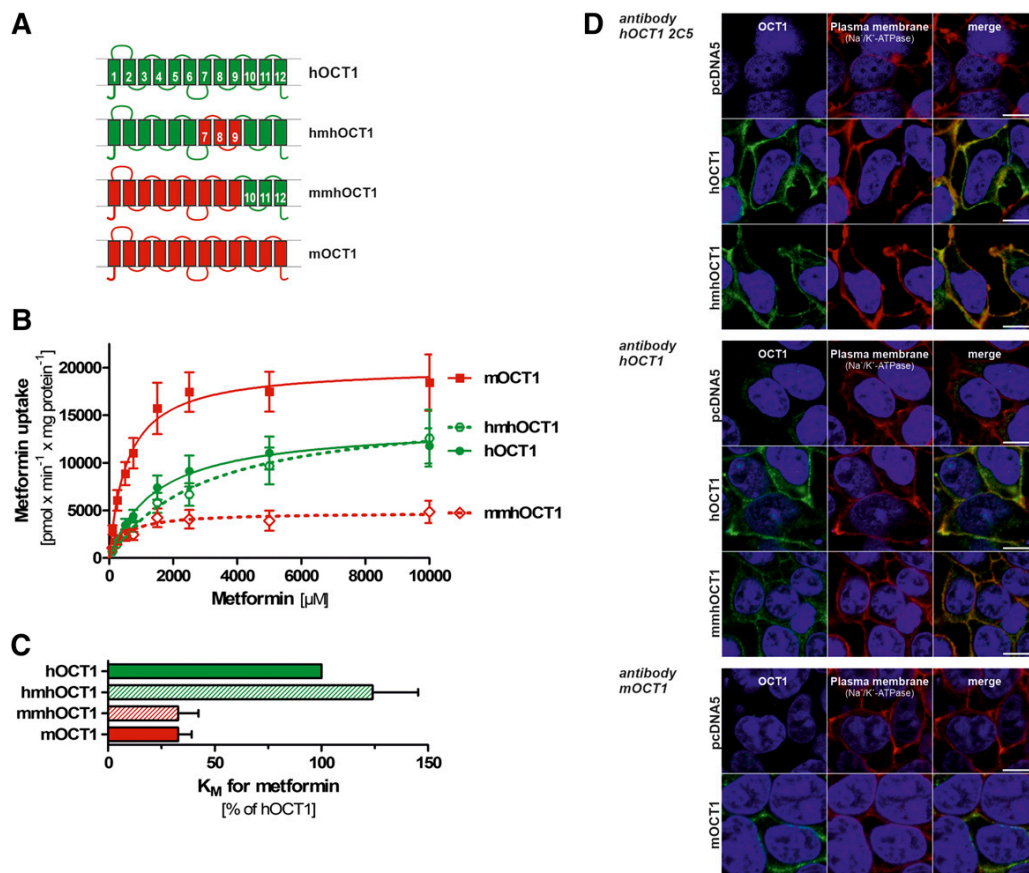 A
1 2 3 4 5 6 7 8 9 10 11 12
hOCT1
7 8 9
hmhOCT1
10 11 12
mmhOCT1
mOCT1
B
Metformin uptake
[pmol x min⁻¹ x mg protein⁻¹]
20000
15000
10000
5000
0
0 2000 4000 6000 8000 10000
Metformin [µM]
mOCT1
hmhOCT1
hOCT1
mmhOCT1
C
hOCT1
hmhOCT1
mmhOCT1
mOCT1
0 50 100 150
K_M for metformin
[% of hOCT1]
D
antibody
hOCT1 2C5
OCT1 Plasma membrane merge
(Na⁺/K⁺-ATPase)
pcDNA5
hOCT1
hmhOCT1
antibody
hOCT1
OCT1 Plasma membrane merge
(Na⁺/K⁺-ATPase)
pcDNA5
hOCT1
mmhOCT1
antibody
mOCT1
OCT1 Plasma membrane merge
(Na⁺/K⁺-ATPase)
pcDNA5
mOCT1